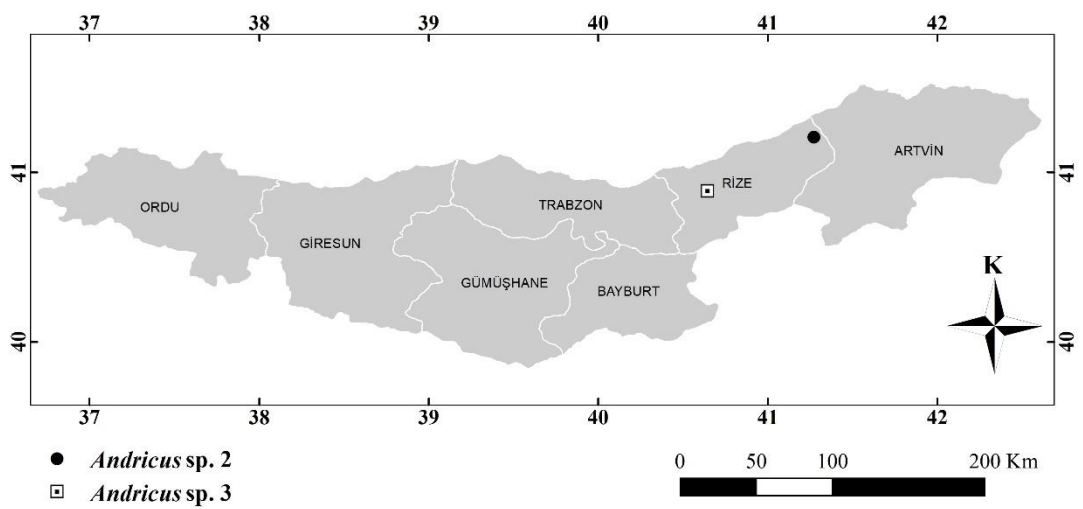 37 38 39 40 41 42
41 41
ARTVİN
RİZE
TRABZON
ORDU
GİRESUN
K
GÜMÜŞHANE
BAYBURT
40 40
37 38 39 40 41 42
Andricus sp. 2
0 50 100 200 Km
Andricus sp. 3